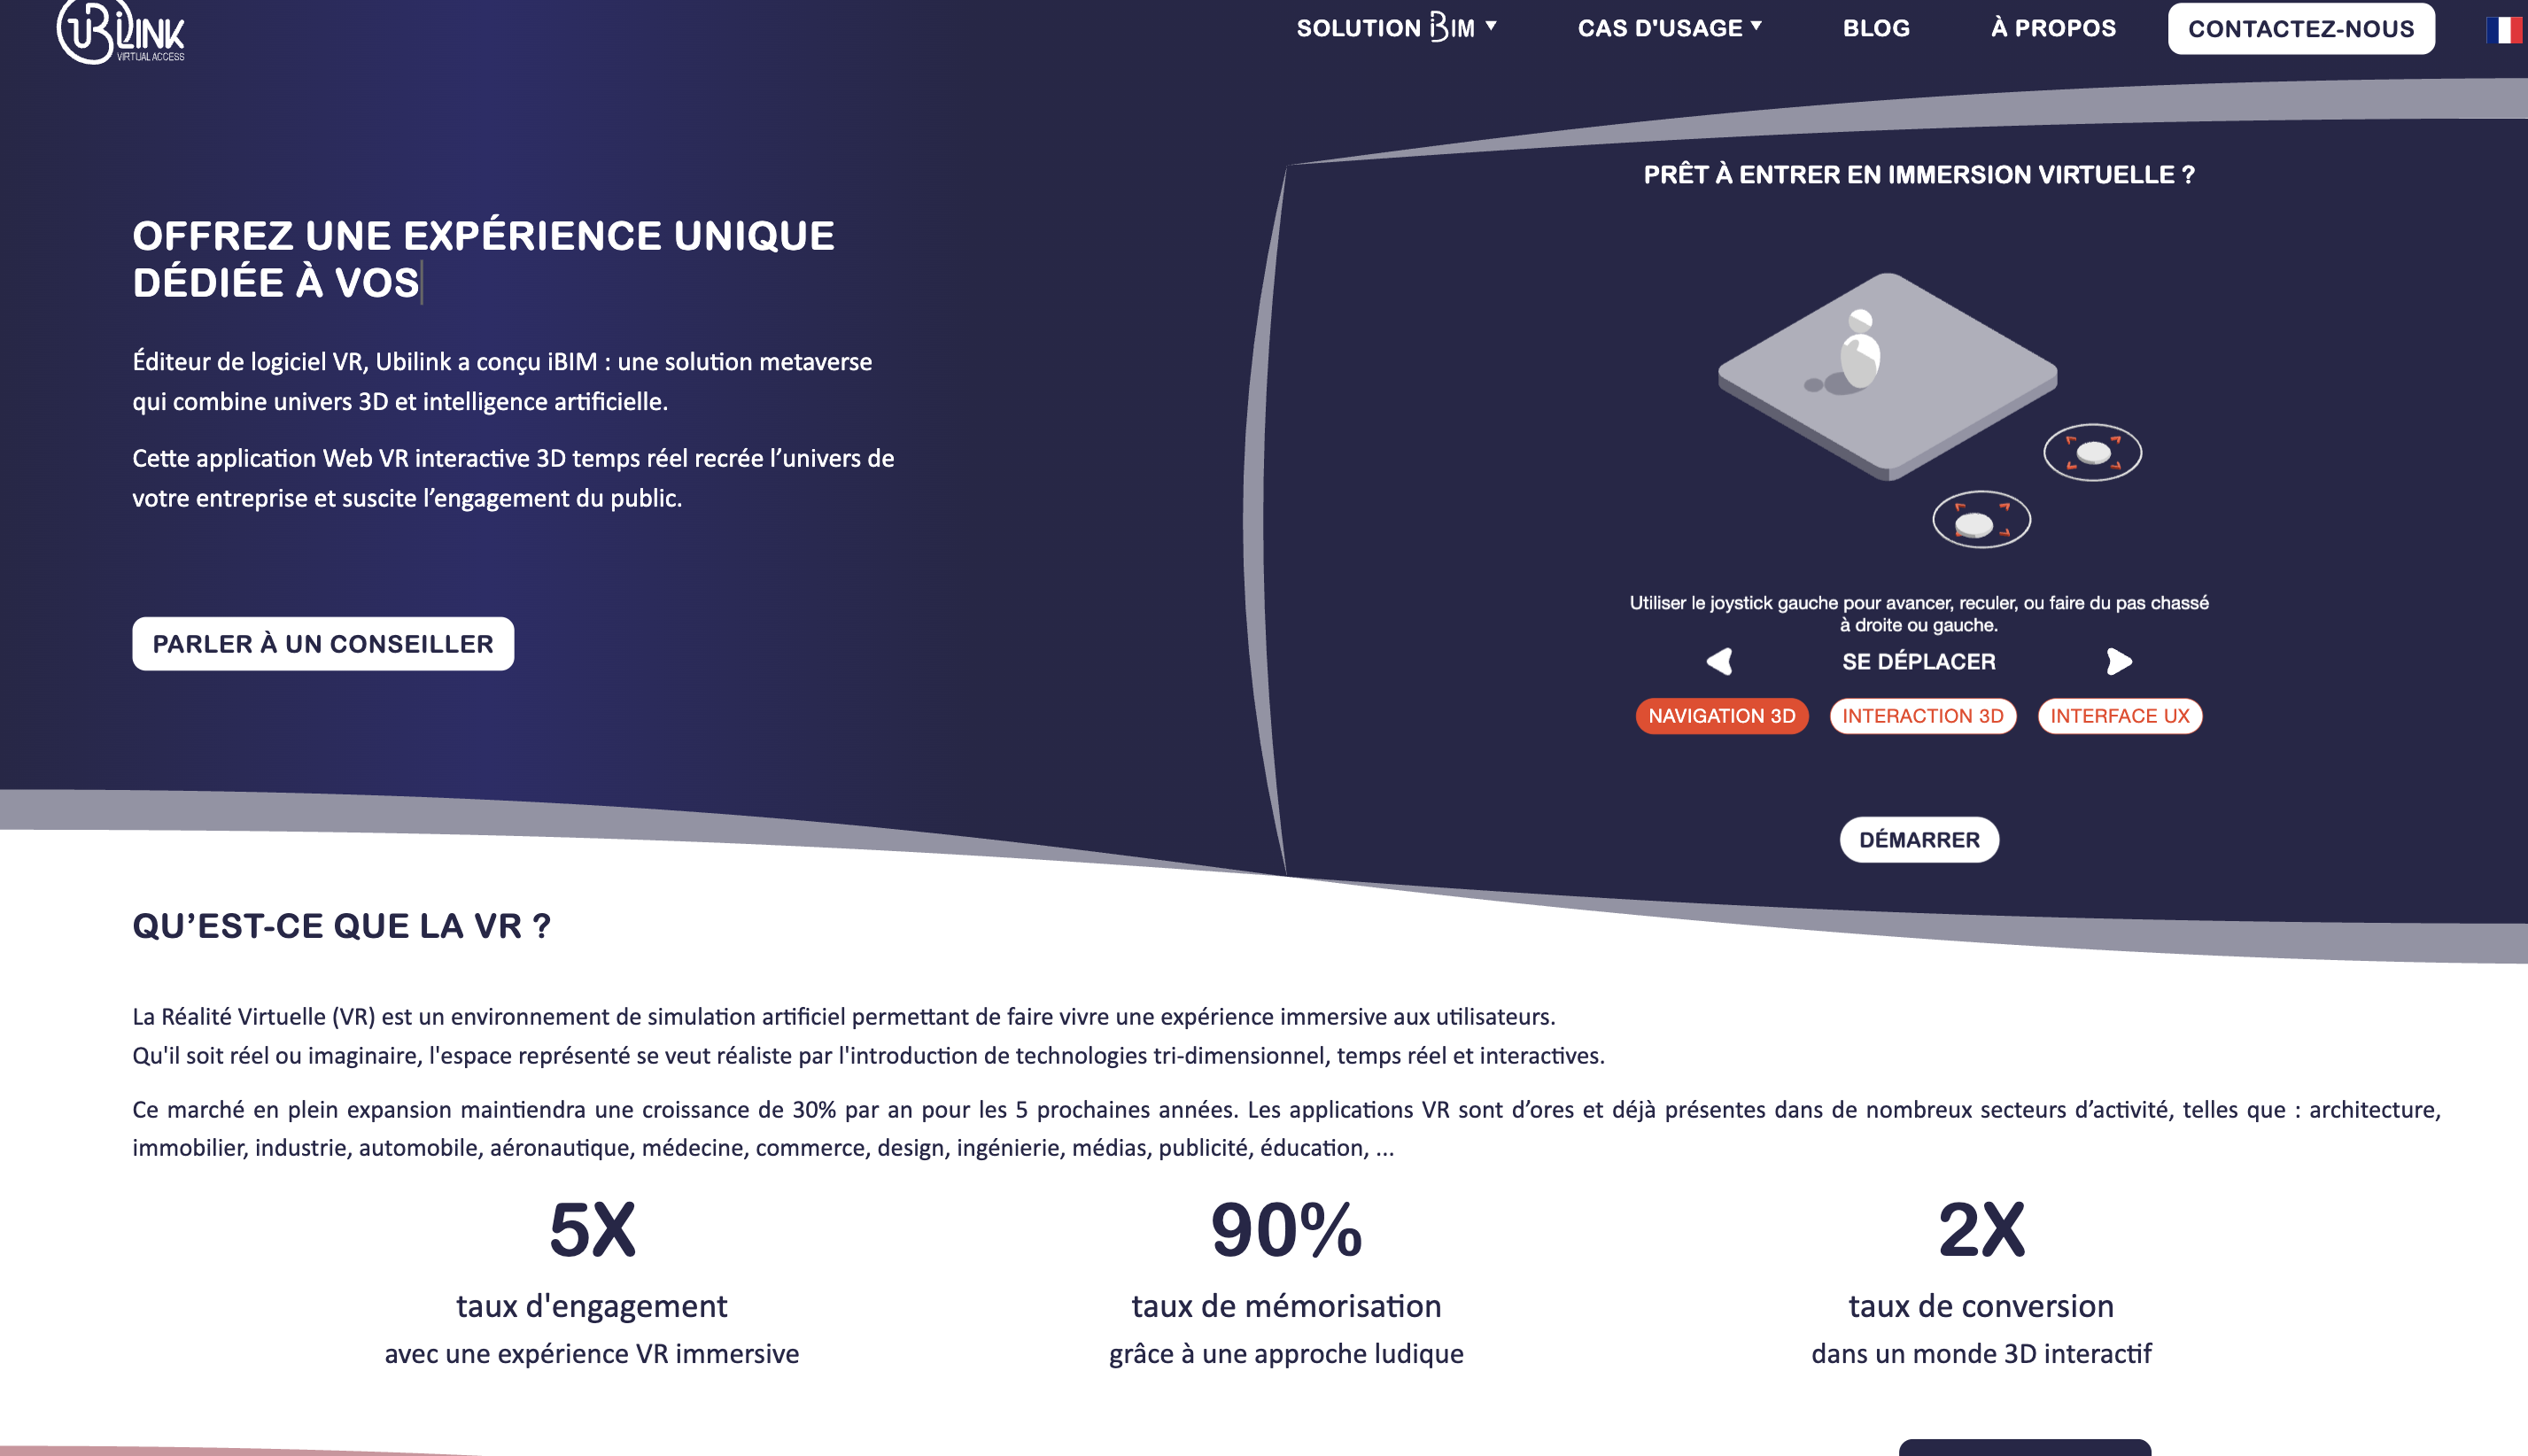 UBILINK
VIRTUAL ACCESS
SOLUTION iBIM
CAS D'USAGE
BLOG
À PROPOS
CONTACTEZ-NOUS
OFFREZ UNE EXPÉRIENCE UNIQUE
DÉDIÉE À VOS
Éditeur de logiciel VR, Ubilink a conçu iBIM : une solution metaverse
qui combine univers 3D et intelligence artificielle.
Cette application Web VR interactive 3D temps réel recrée l’univers de
votre entreprise et suscite l’engagement du public.
PARLER À UN CONSEILLER
PRÊT À ENTRER EN IMMERSION VIRTUELLE ?
Utiliser le joystick gauche pour avancer, reculer, ou faire du pas chassé
à droite ou gauche.
SE DÉPLACER
NAVIGATION 3D
INTERACTION 3D
INTERFACE UX
DÉMARRER
QU’EST-CE QUE LA VR ?
La Réalité Virtuelle (VR) est un environnement de simulation artificiel permettant de faire vivre une expérience immersive aux utilisateurs.
Qu'il soit réel ou imaginaire, l'espace représenté se veut réaliste par l'introduction de technologies tri-dimensionnel, temps réel et interactives.
Ce marché en plein expansion maintiendra une croissance de 30% par an pour les 5 prochaines années. Les applications VR sont d’ores et déjà présentes dans de nombreux secteurs d’activité, telles que : architecture,
immobilier, industrie, automobile, aéronautique, médecine, commerce, design, ingénierie, médias, publicité, éducation, ...
5X
taux d'engagement
avec une expérience VR immersive
90%
taux de mémorisation
grâce à une approche ludique
2X
taux de conversion
dans un monde 3D interactif